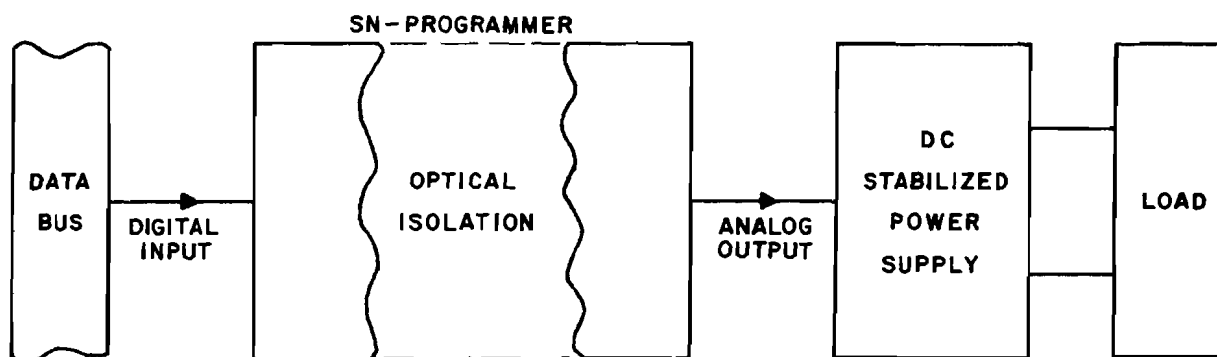 SN-PROGRAMMER
DATA
BUS
DIGITAL
INPUT
OPTICAL
ISOLATION
ANALOG
OUTPUT
DC
STABILIZED
POWER
SUPPLY
LOAD